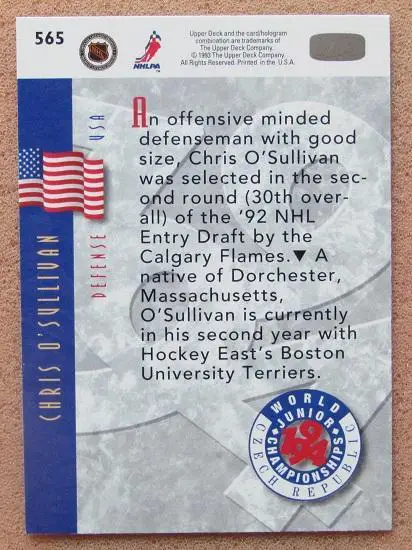 565
NHLPA
Upper Deck and the card/hologram
combination are trademarks of
The Upper Deck Company.
© 1993 The Upper Deck Company.
All Rights Reserved. Printed in the U.S.A.
CHRIS O'SULLIVAN
DEFENSE
USA
An offensive minded
defenseman with good
size, Chris O'Sullivan
was selected in the sec-
ond round (30th over-
all) of the '92 NHL
Entry Draft by the
Calgary Flames.▼ A
native of Dorchester,
Massachusetts,
O'Sullivan is currently
in his second year with
Hockey East's Boston
University Terriers.
WORLD
JUNIOR
CHAMPIONSHIPS
1994
CZECH REPUBLIC